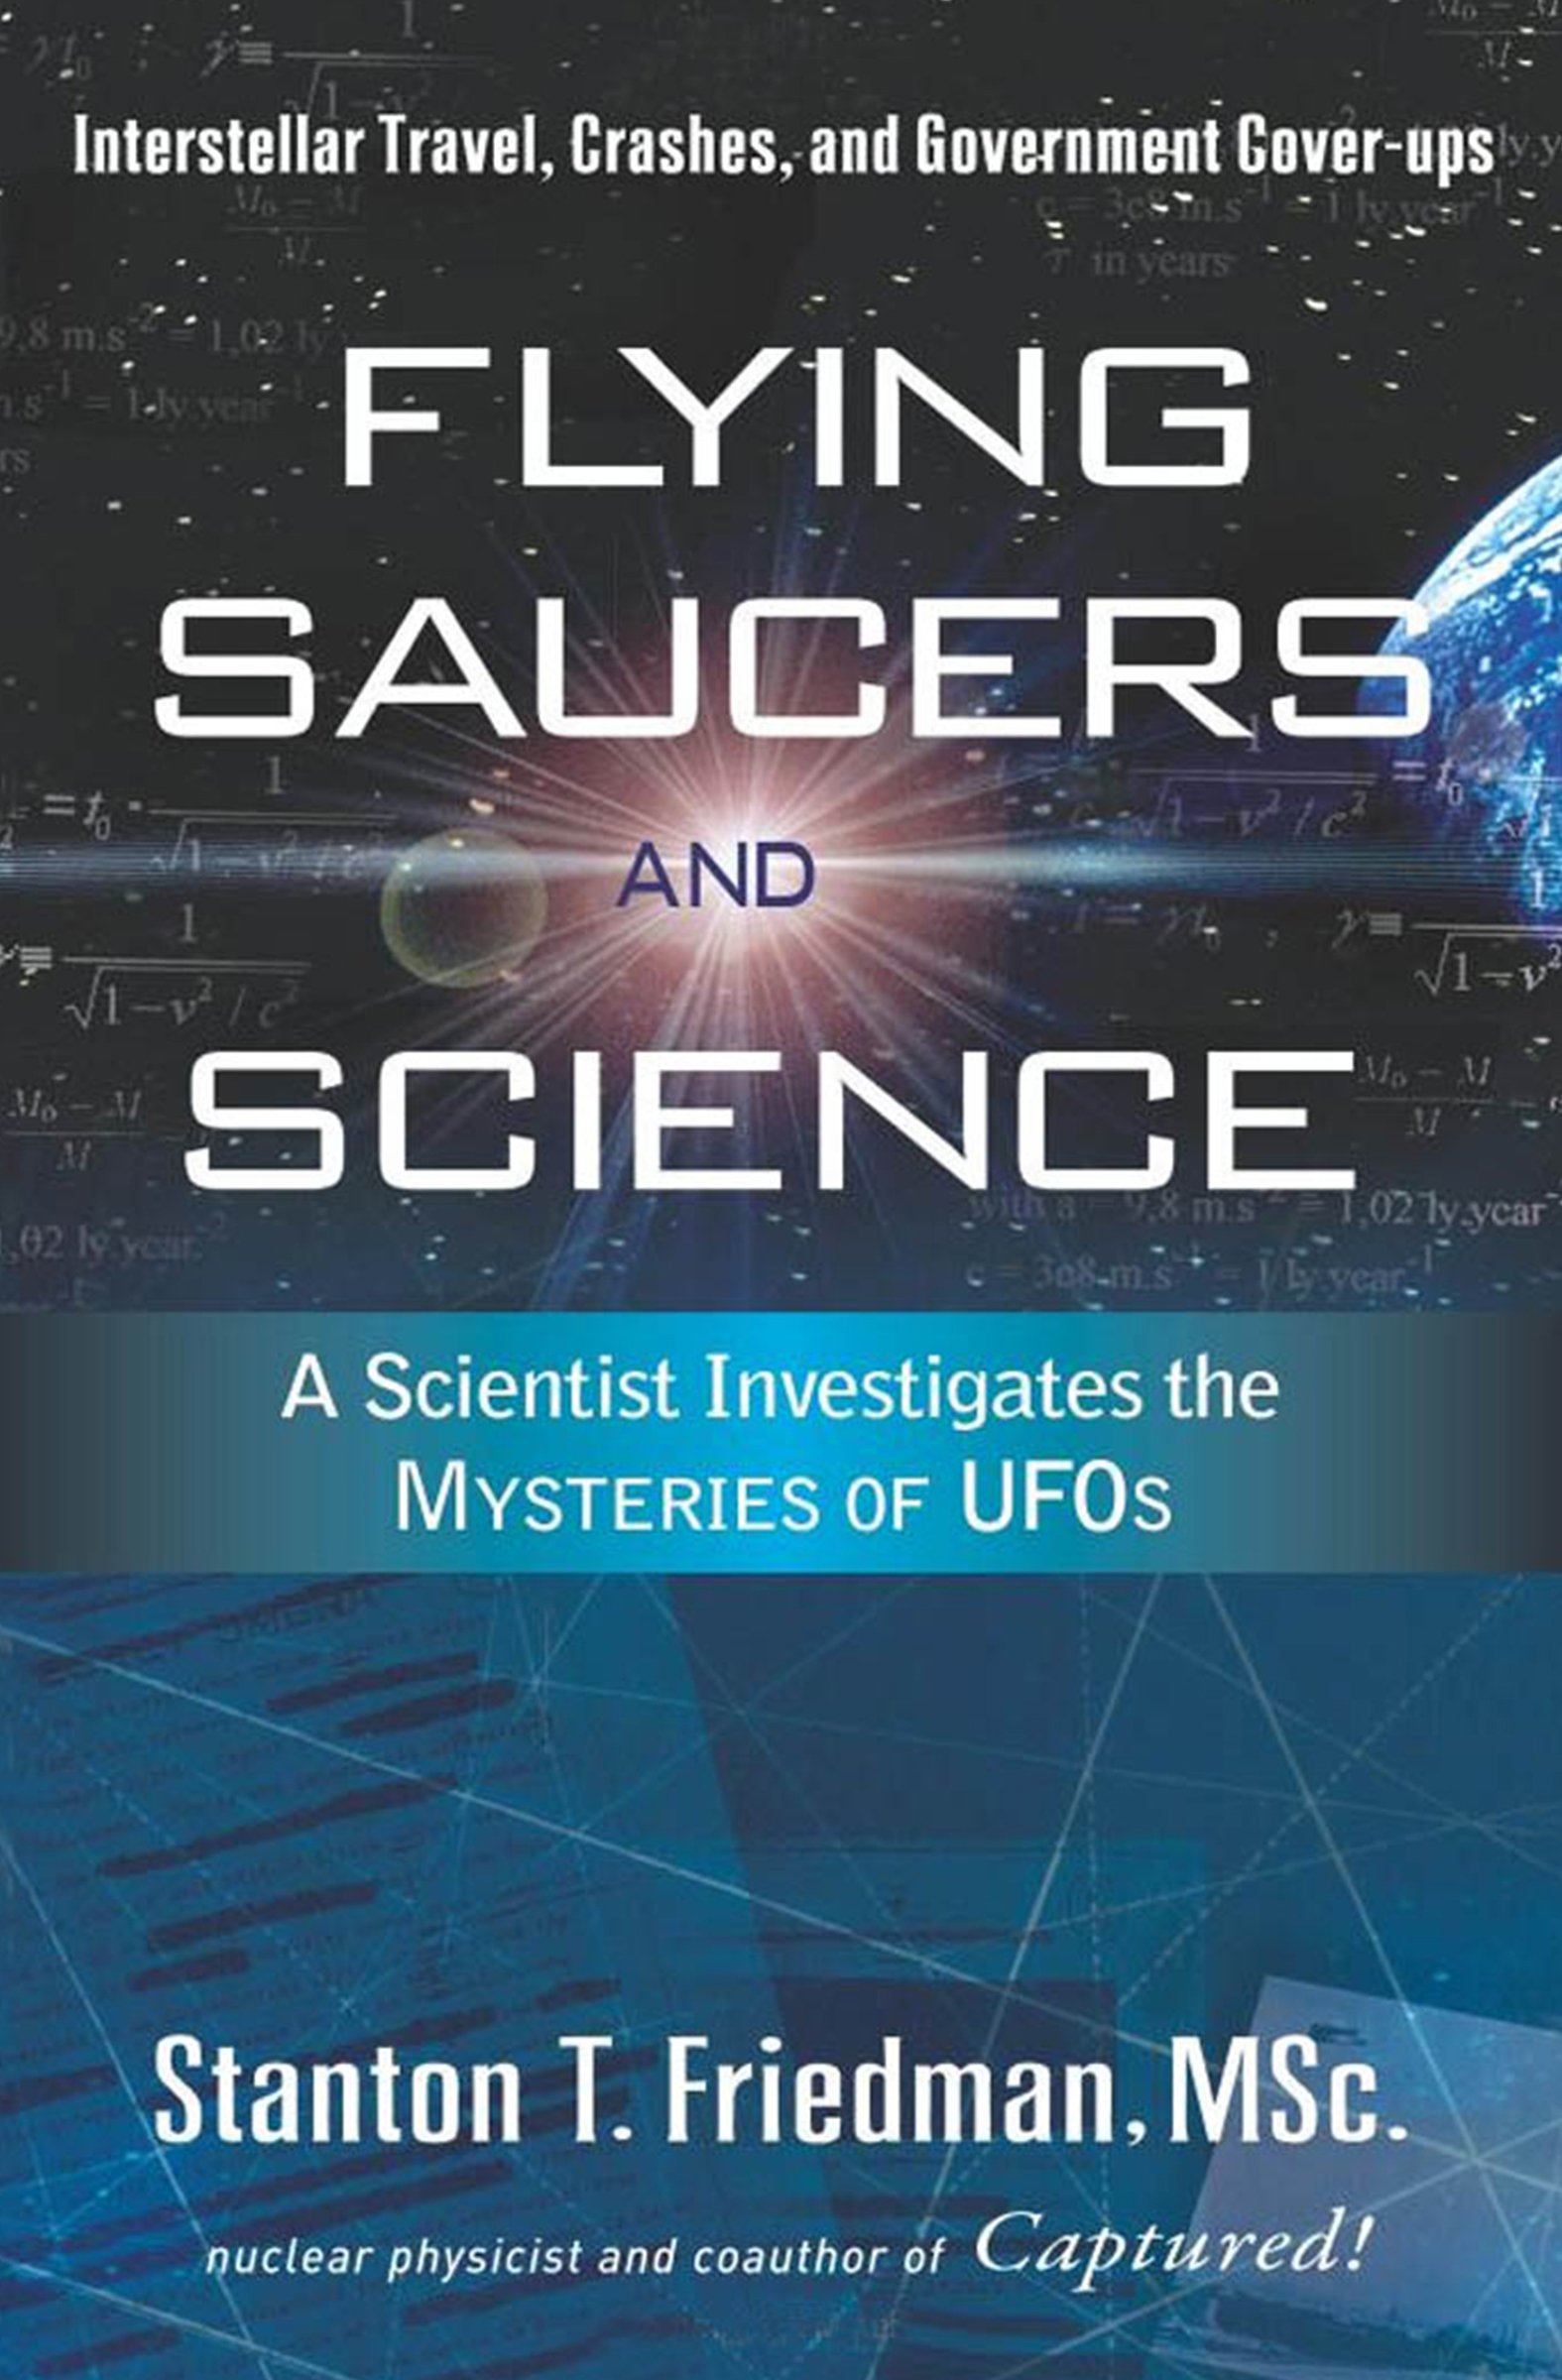 Interstellar Travel, Crashes, and Government Cover-ups
FLYING
SAUCERS
AND
SCIENCE
A Scientist Investigates the
MYSTERIES OF UFOS
Stanton T. Friedman, MSc.
nuclear physicist and coauthor of Captured!